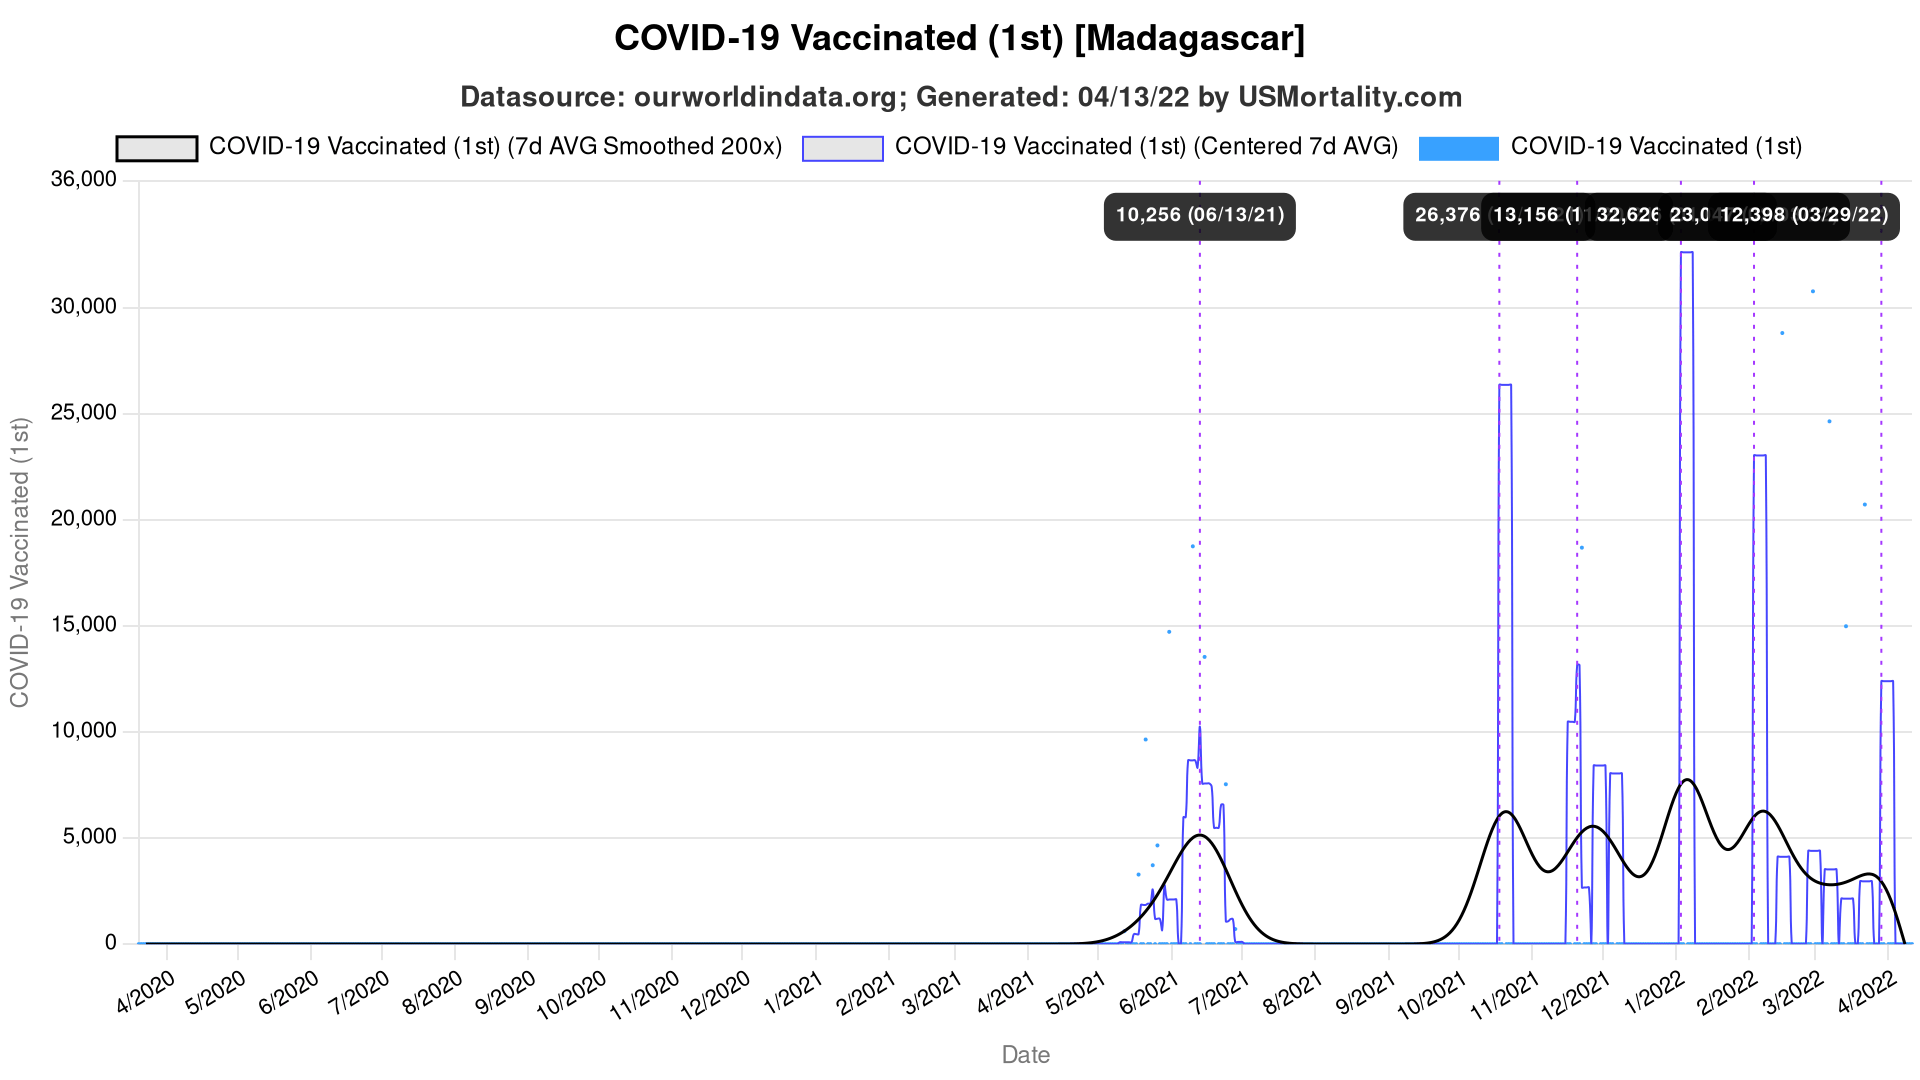 COVID-19 Vaccinated (1st) [Madagascar]
Datasource: ourworldindata.org; Generated: 04/13/22 by USMortality.com
COVID-19 Vaccinated (1st) (7d AVG Smoothed 200x) COVID-19 Vaccinated (1st) (Centered 7d AVG) COVID-19 Vaccinated (1st)
10,256 (06/13/21) 26,376 13,156 (1 32,626 23,0 12,398 (03/29/22)
36,000
30,000
25,000
20,000
15,000
10,000
5,000
0
COVID-19 Vaccinated (1st)
4/2020 5/2020 6/2020 7/2020 8/2020 9/2020 10/2020 11/2020 12/2020 1/2021 2/2021 3/2021 4/2021 5/2021 6/2021 7/2021 8/2021 9/2021 10/2021 11/2021 12/2021 1/2022 2/2022 3/2022 4/2022
Date